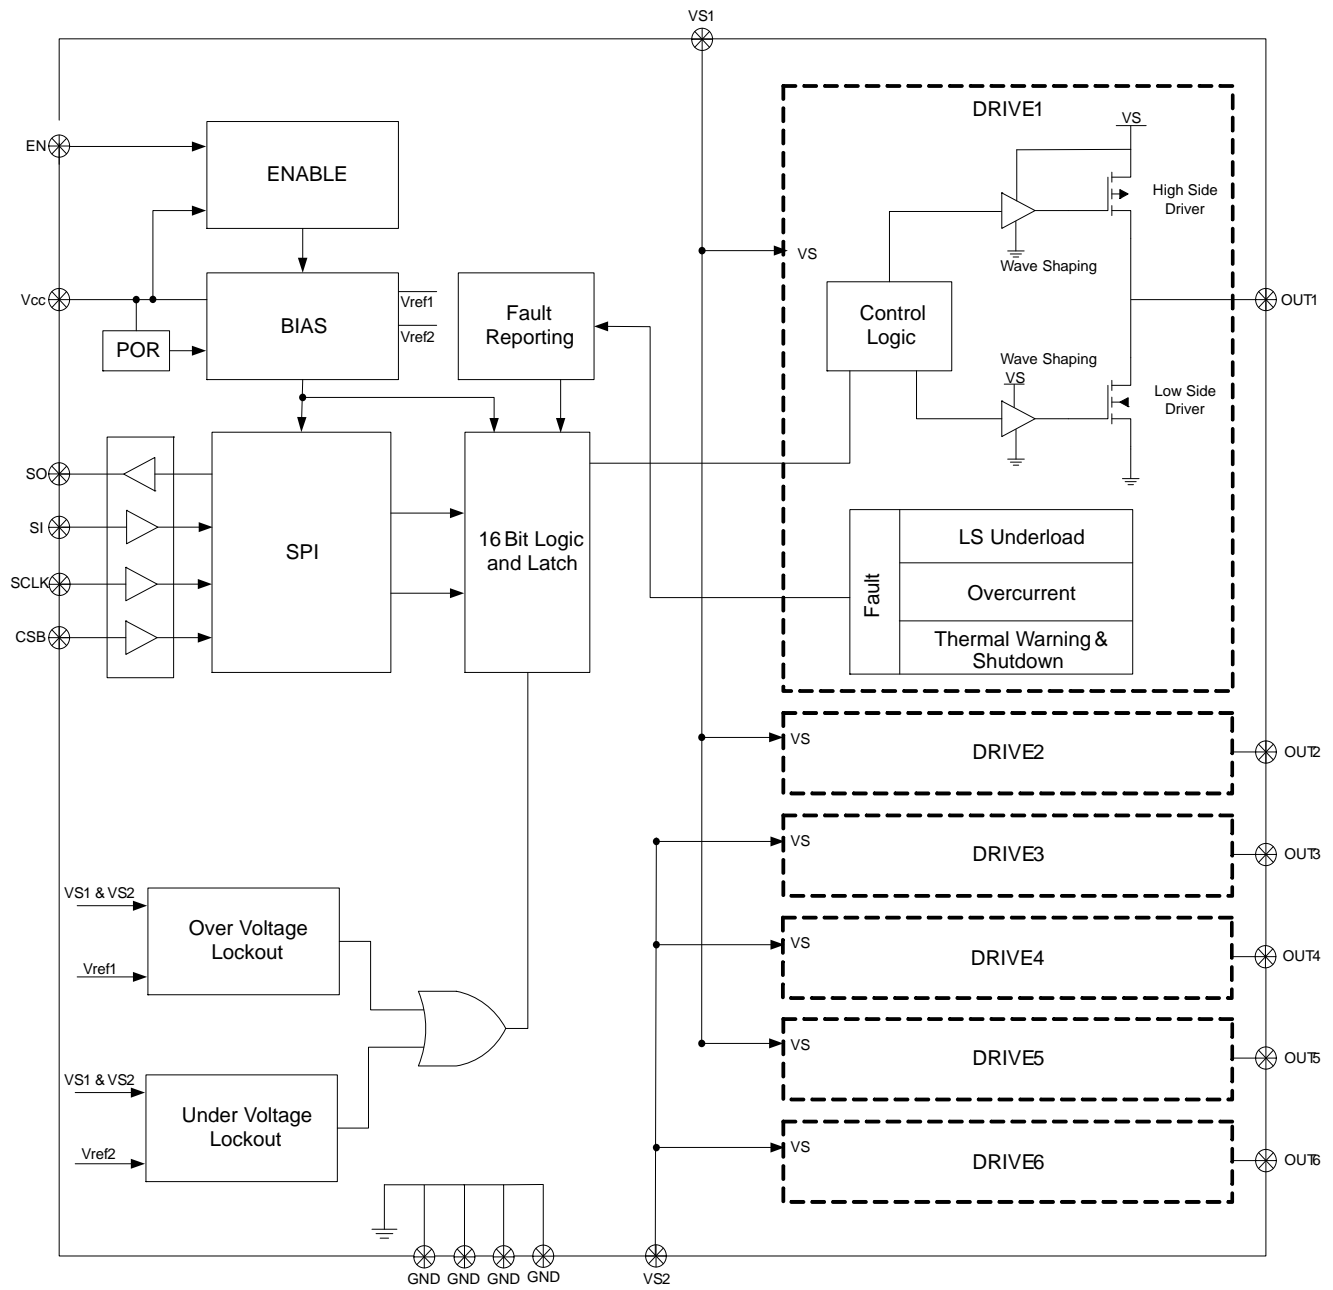 VS1
DRIVE1
VS
EN
ENABLE
High Side
Driver
VS
Wave Shaping
Vcc
Vref1
OUT1
BIAS
Fault
Reporting
Control
Logic
Vref2
POR
Wave Shaping
VS
Low Side
Driver
SO
SI
16 Bit Logic
and Latch
SPI
LS Underload
SCLK
Fault
Overcurrent
CSB
Thermal Warning &
Shutdown
VS
DRIVE2
OUT2
VS
DRIVE3
OUT3
VS1 & VS2
Over Voltage
Lockout
VS
DRIVE4
OUT4
Vref1
VS
DRIVE5
OUT5
VS1 & VS2
Under Voltage
Lockout
VS
DRIVE6
OUT6
Vref2
GND
GND
GND
GND
VS2